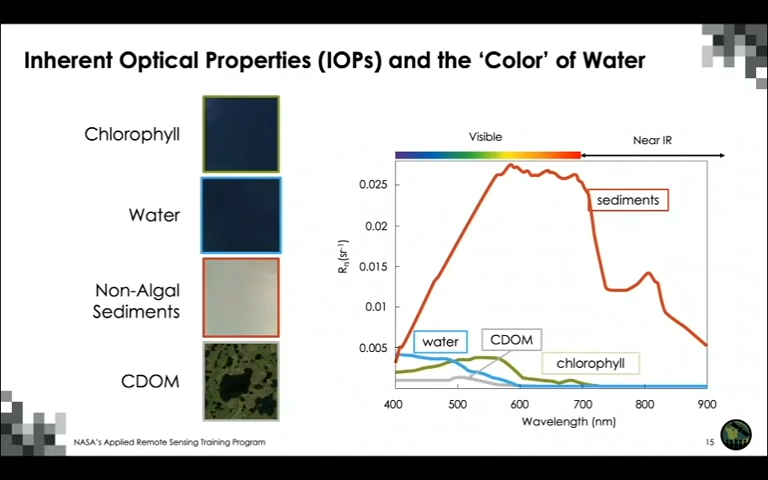 Inherent Optical Properties (IOPs) and the ‘Color’ of Water
Chlorophyll
Water
Non-Algal
Sediments
CDOM
Visible
Near IR
0.025
0.02
0.015
0.01
0.005
Rrs(sr-1)
sediments
water
CDOM
chlorophyll
400
500
600
700
800
900
Wavelength (nm)
NASA's Applied Remote Sensing Training Program
15